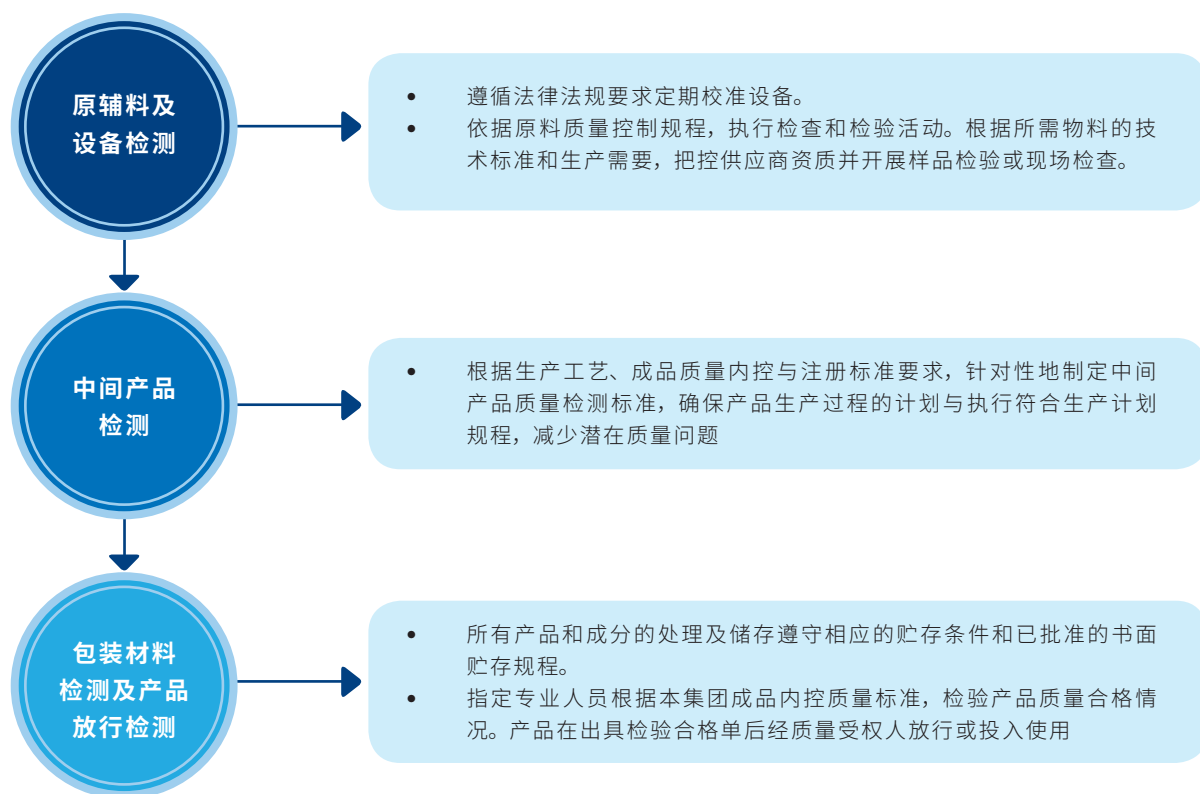 原辅料及
设备检测
• 遵循法律法规要求定期校准设备。
• 依据原料质量控制规程，执行检查和检验活动。根据所需物料的技
术标准和生产需要，把控供应商资质并开展样品检验或现场检查。
中间产品
检测
• 根据生产工艺、成品质量内控与注册标准要求，针对性地制定中间
产品质量检测标准，确保产品生产过程的计划与执行符合生产计划
规程，减少潜在质量问题
包装材料
检测及产品
放行检测
• 所有产品和成分的处理及储存遵守相应的贮存条件和已批准的书面
贮存规程。
• 指定专业人员根据本集团成品内控质量标准，检验产品质量合格情
况。产品在出具检验合格单后经质量受权人放行或投入使用